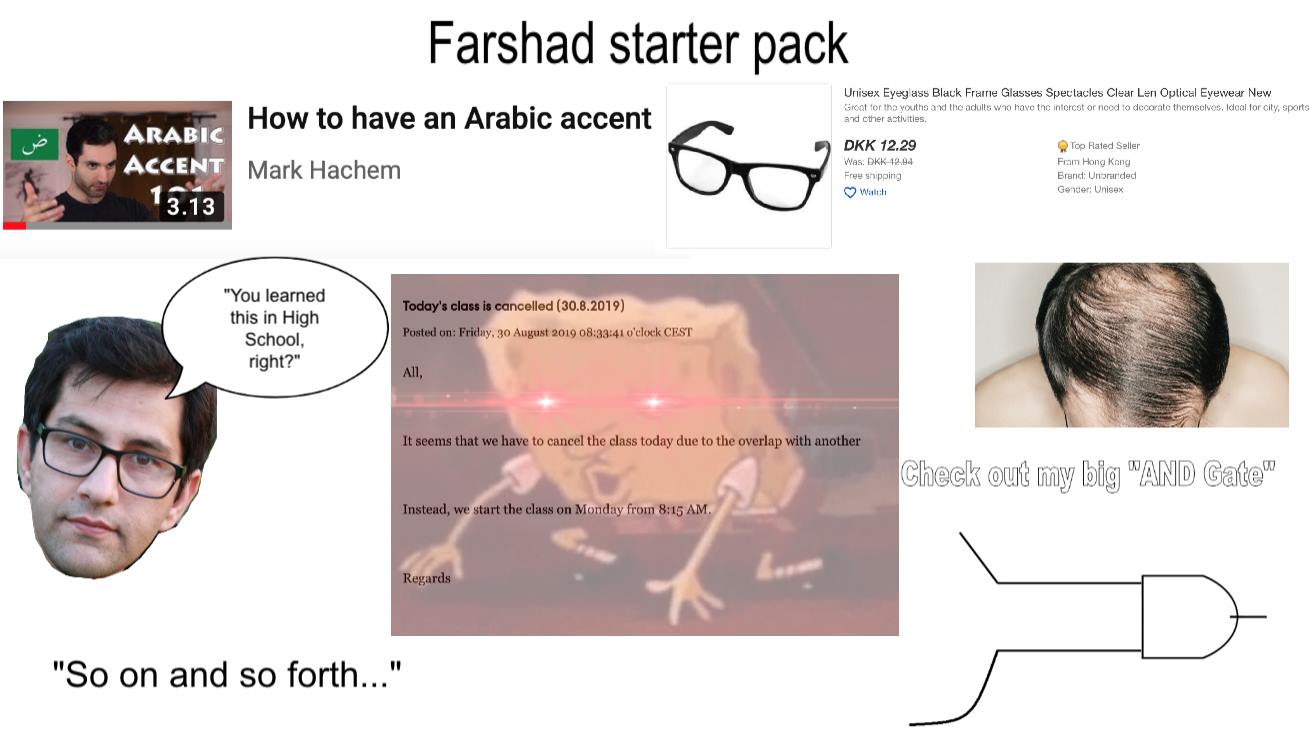 Farshad starter pack
ض
ARABIC
ACCENT
101
3.13
How to have an Arabic accent
Mark Hachem
Unisex Eyeglass Black Frame Glasses Spectacles Clear Len Optical Eyewear New
Great for the youths and the adults who have the interest or need to decorate themselves. Ideal for city, sports
and other activities.
DKK 12.29
Was: DKK 12.94
Free shipping
Watch
Top Rated Seller
From Hong Kong
Brand: Unbranded
Gender: Unisex
"You learned
this in High
School,
right?"
Today's class is cancelled (30.8.2019)
Posted on: Friday, 30 August 2019 08:33:41 o'clock CEST
All,
It seems that we have to cancel the class today due to the overlap with another
Instead, we start the class on Monday from 8:15 AM.
Regards
Check out my big "AND Gate"
"So on and so forth..."